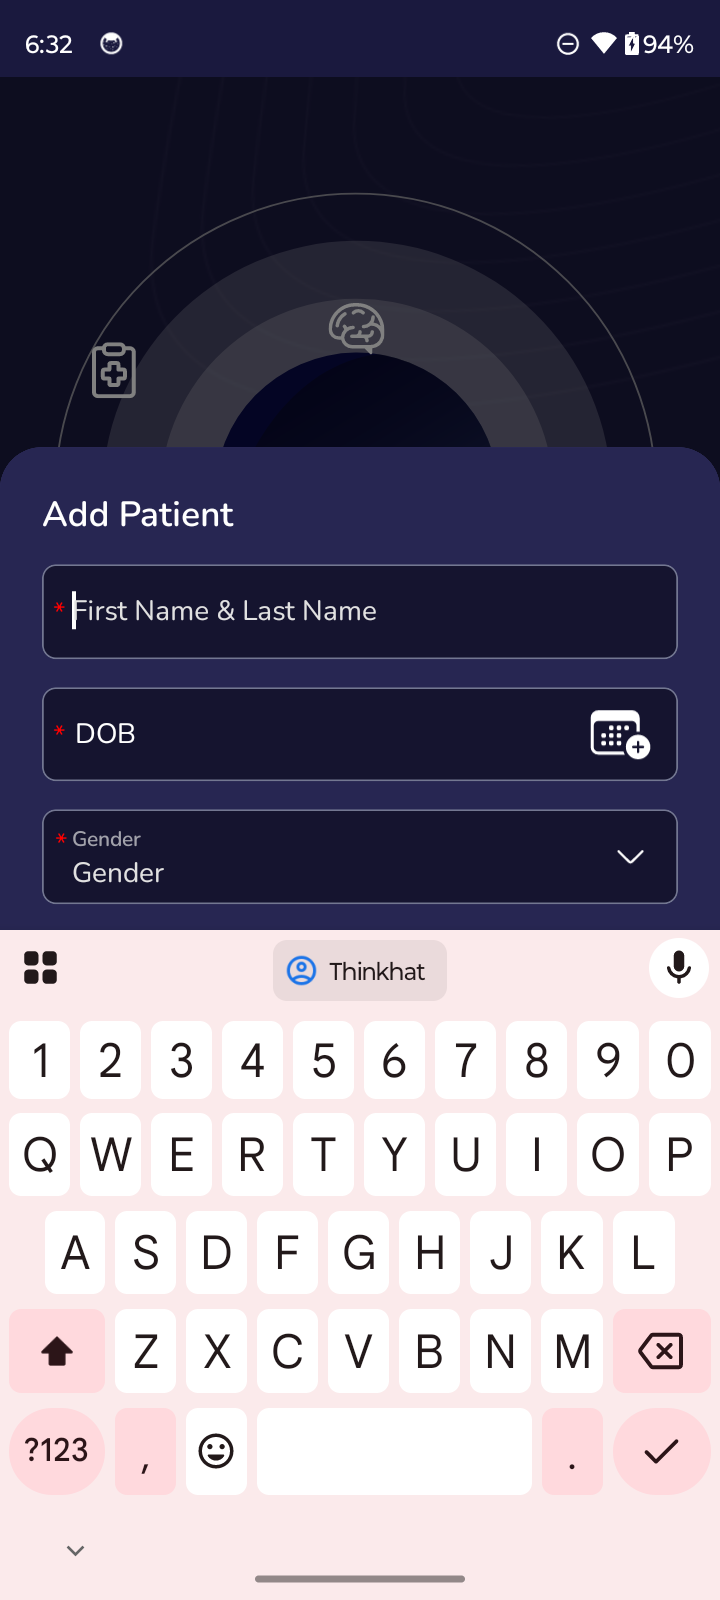 6:32 94%
Add Patient
* First Name & Last Name
* DOB
* Gender
Gender
Thinkhat
1 2 3 4 5 6 7 8 9 0
Q W E R T Y U I O P
A S D F G H J K L
Z X C V B N M
?123 , .